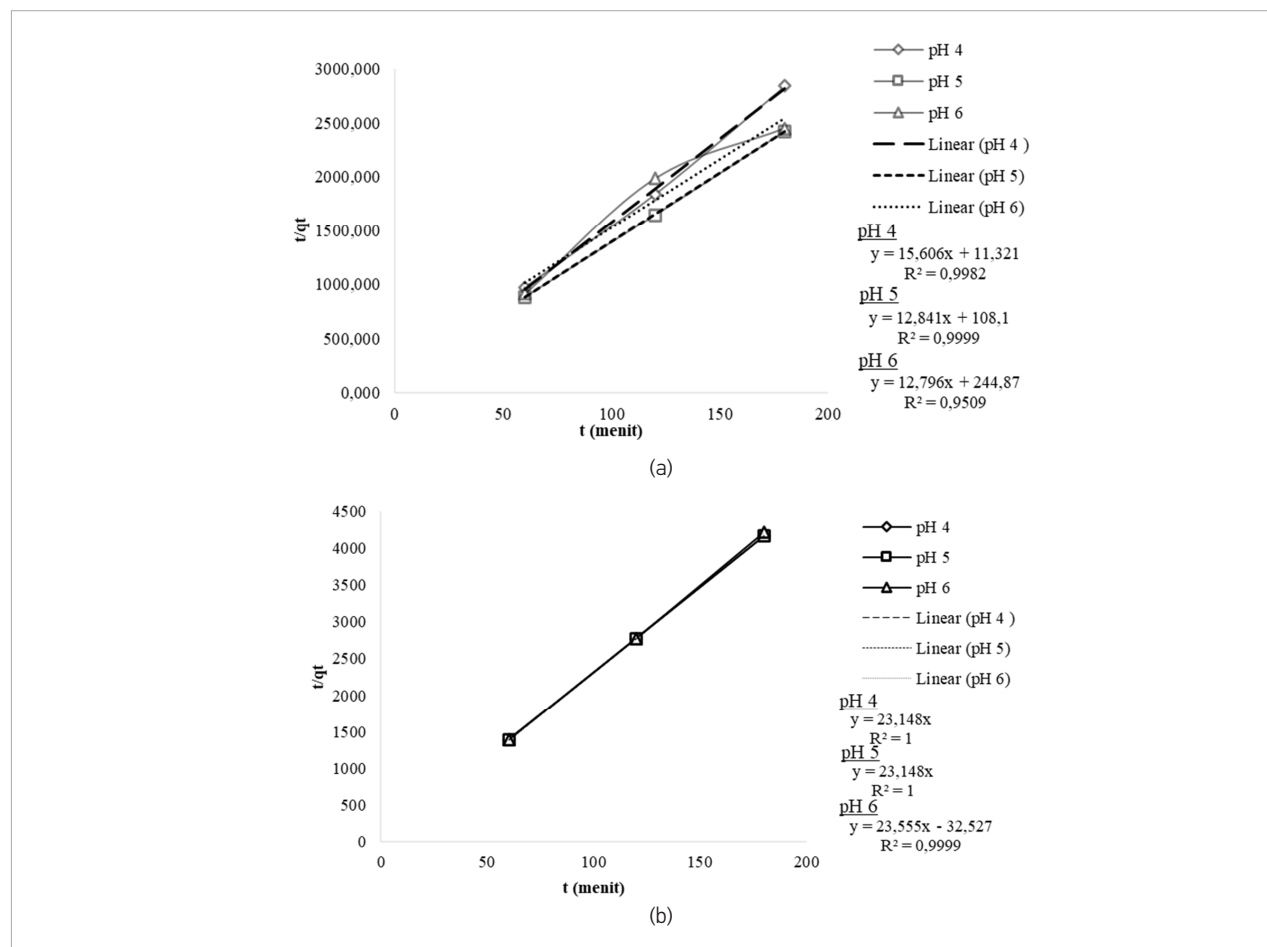 3000,000
2500,000
2000,000
1500,000
1000,000
500,000
0,000
t/qt
0 50 100 150 200
t (menit)
pH 4
pH 5
pH 6
Linear (pH 4 )
Linear (pH 5)
Linear (pH 6)
pH 4
y = 15,606x + 11,321
R² = 0,9982
pH 5
y = 12,841x + 108,1
R² = 0,9999
pH 6
y = 12,796x + 244,87
R² = 0,9509
(a)
4500
4000
3500
3000
2500
2000
1500
1000
500
0
t/qt
0 50 100 150 200
t (menit)
pH 4
pH 5
pH 6
Linear (pH 4 )
Linear (pH 5)
Linear (pH 6)
pH 4
y = 23,148x
R² = 1
pH 5
y = 23,148x
R² = 1
pH 6
y = 23,555x - 32,527
R² = 0,9999
(b)